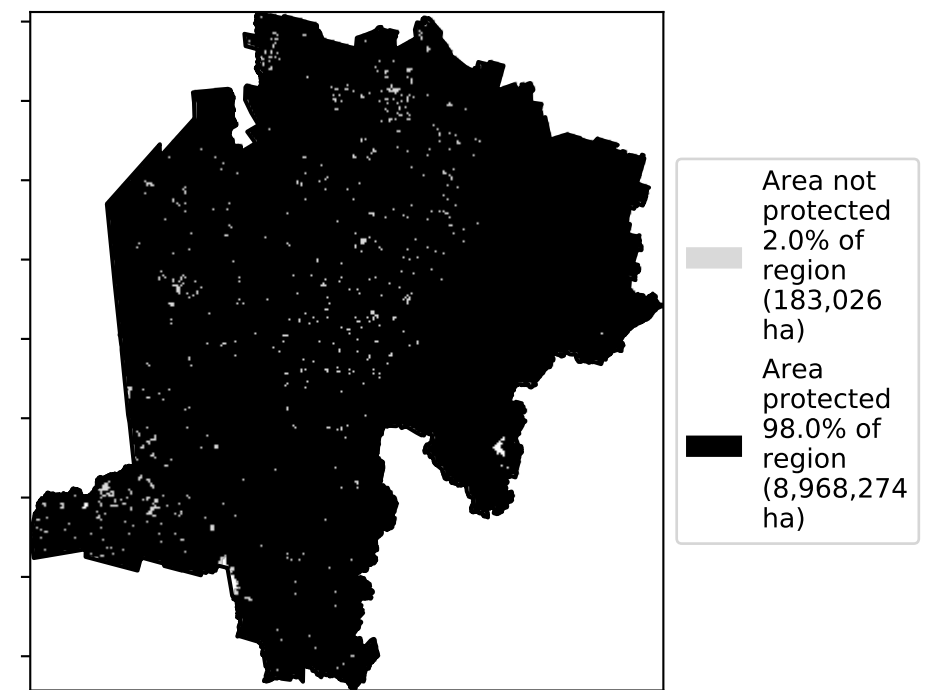 Area not
protected
2.0% of
region
(183,026
ha)
Area
protected
98.0% of
region
(8,968,274
ha)